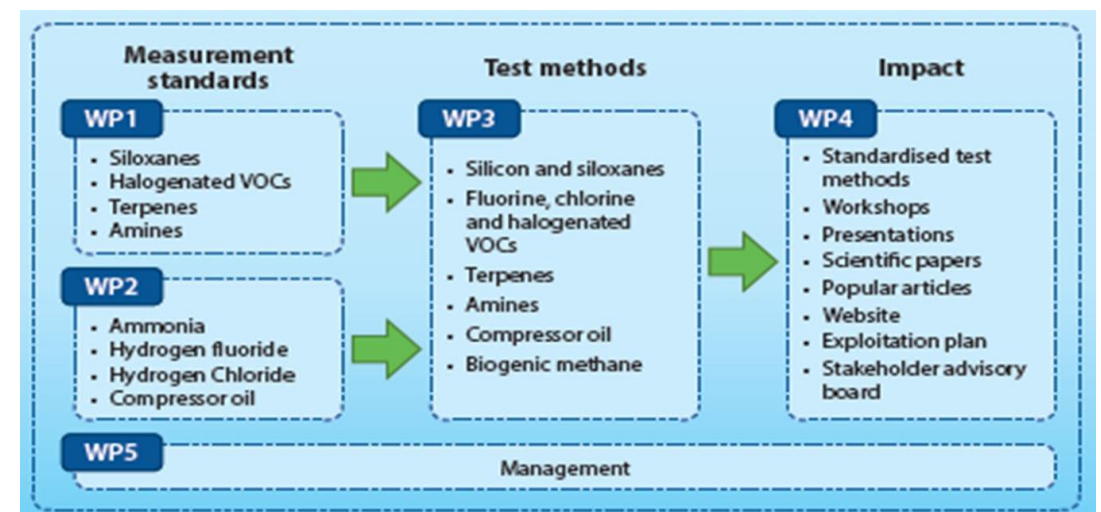 Measurement
standards
WP1
• Siloxanes
• Halogenated VOCs
• Terpenes
• Amines
WP2
• Ammonia
• Hydrogen fluoride
• Hydrogen Chloride
• Compressor oil
Test methods
WP3
• Silicon and siloxanes
• Fluorine, chlorine
and halogenated
VOCs
• Terpenes
• Amines
• Compressor oil
• Biogenic methane
Impact
WP4
• Standardised test
methods
• Workshops
• Presentations
• Scientific papers
• Popular articles
• Website
• Exploitation plan
• Stakeholder advisory
board
WP5
Management